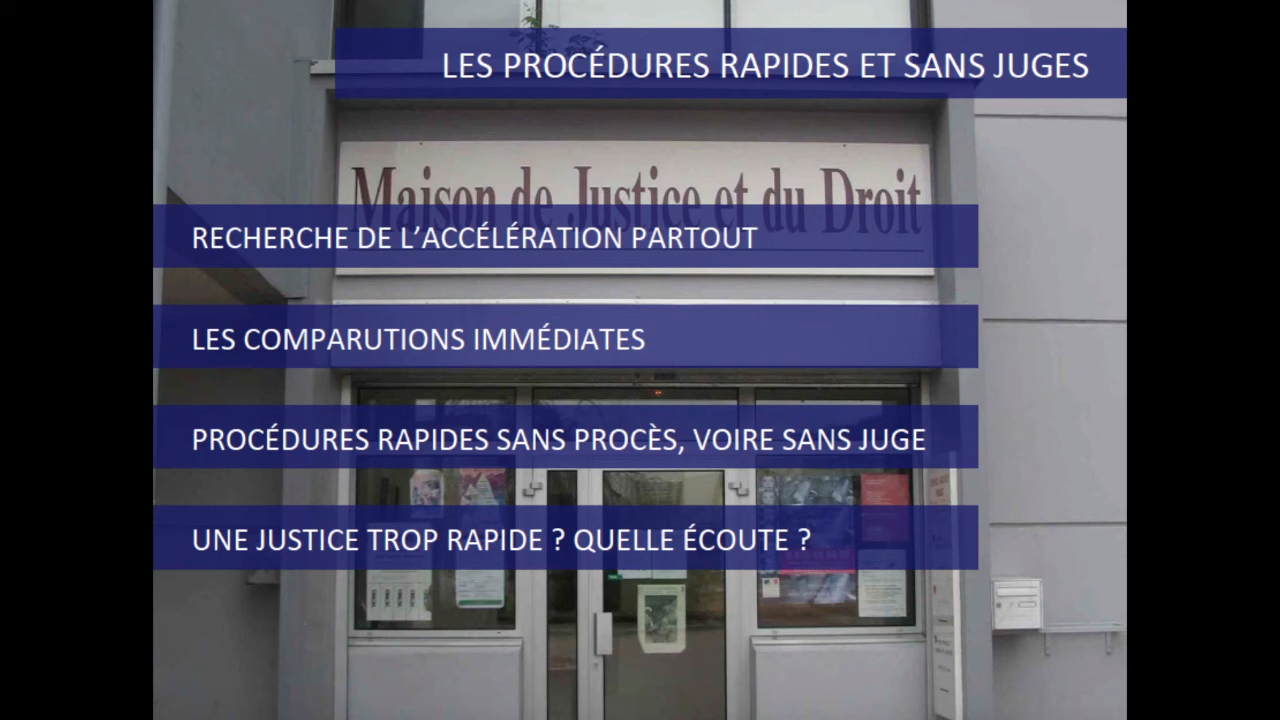 LES PROCÉDURES RAPIDES ET SANS JUGES
Maison de Justice et du Droit
RECHERCHE DE L'ACCÉLÉRATION PARTOUT
LES COMPARUTIONS IMMÉDIATES
PROCÉDURES RAPIDES SANS PROCÈS, VOIRE SANS JUGE
UNE JUSTICE TROP RAPIDE ? QUELLE ÉCOUTE ?